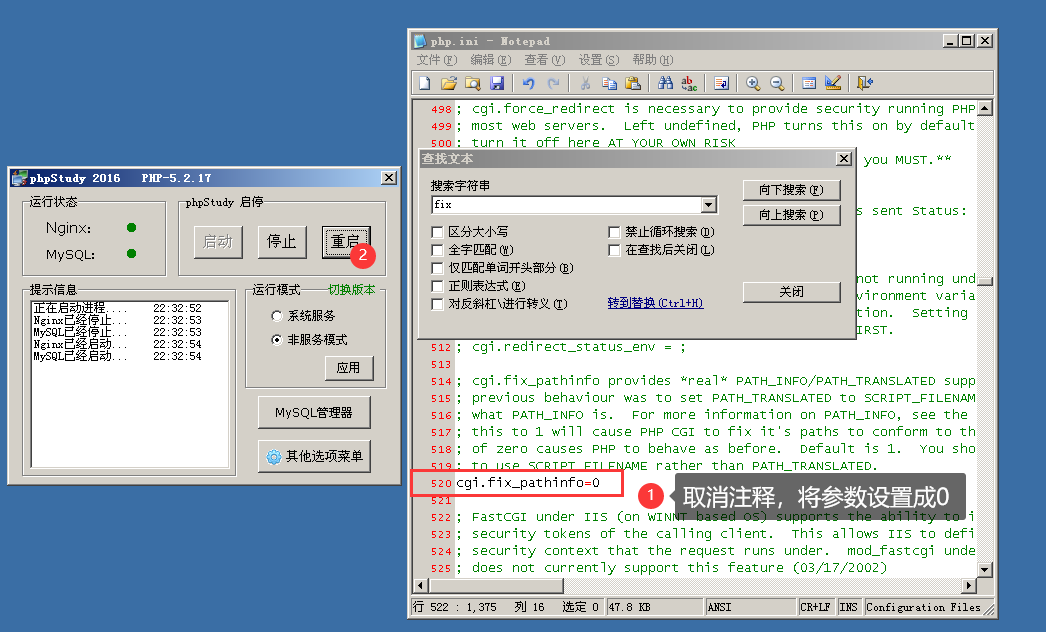 phpStudy 2016   PHP-5.2.17
运行状态
Nginx:
MySQL:
phpStudy 启停
启动
停止
重启
2
提示信息
正在启动进程.... 22:32:52
Nginx已经停止... 22:32:53
MySQL已经停止... 22:32:53
Nginx已经启动... 22:32:54
MySQL已经启动... 22:32:54
运行模式
切换版本
系统服务
非服务模式
应用
MySQL管理器
其他选项菜单
php.ini - Notepad
文件(F) 编辑(E) 查看(V) 设置(S) 帮助(H)
498 ; cgi.force_redirect is necessary to provide security running PHP
499 ; most web servers.  Left undefined, PHP turns this on by default
500 ; turn it off here AT YOUR OWN RISK
you MUST.**
s sent Status:
not running und
vironment varia
tion.  Setting
IRST.
查找文本
搜索字符串
fix
向下搜索(F)
向上搜索(P)
区分大小写
全字匹配(W)
仅匹配单词开头部分(B)
正则表达式(E)
对反斜杠\进行转义(T)
禁止循环搜索(D)
在查找后关闭(L)
转到替换(Ctrl+H)
关闭
512 ; cgi.redirect_status_env = ;
513
514 ; cgi.fix_pathinfo provides *real* PATH_INFO/PATH_TRANSLATED supp
515 ; previous behaviour was to set PATH_TRANSLATED to SCRIPT_FILENAM
516 ; what PATH_INFO is.  For more information on PATH_INFO, see the
517 ; this to 1 will cause PHP CGI to fix it's paths to conform to th
518 ; of zero causes PHP to behave as before.  Default is 1.  You sho
519 ; to use SCRIPT_FILENAME rather than PATH_TRANSLATED.
520 cgi.fix_pathinfo=0
1
取消注释，将参数设置成0
521
522 ; FastCGI under IIS (on WINNT based OS) supports the ability to i
523 ; security tokens of the calling client.  This allows IIS to defi
524 ; security context that the request runs under.  mod_fastcgi unde
525 ; does not currently support this feature (03/17/2002)
行 522 : 1,375 列 16 选定 0 47.8 KB ANSI CR+LF INS Configuration Files